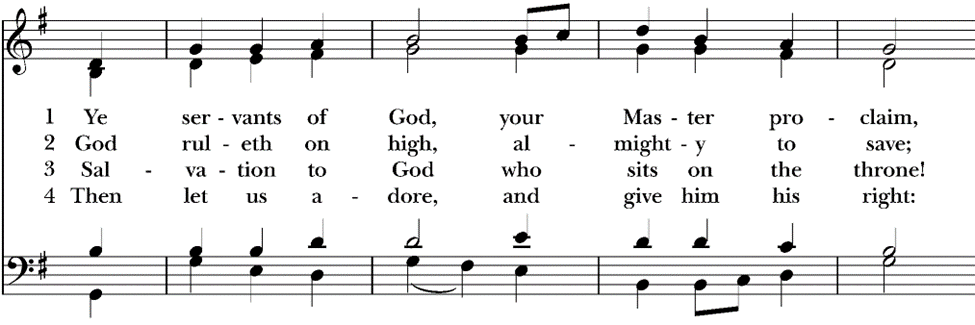 1 Ye ser - vants of God, your Mas - ter pro - claim,
2 God rul - eth on high, al - might - y to save;
3 Sal - va - tion to God who sits on the throne!
4 Then let us a - dore, and give him his right: